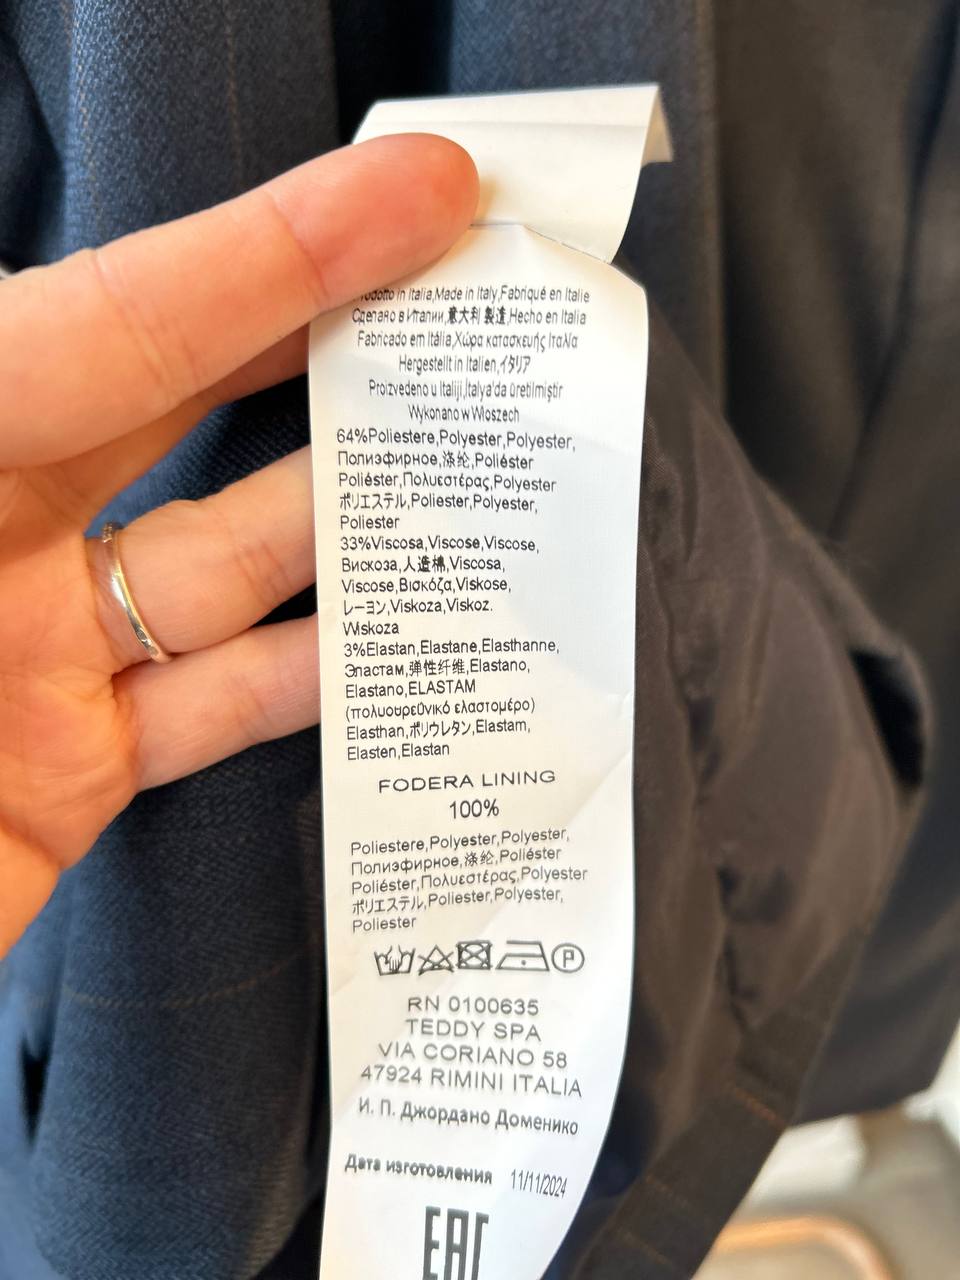 Prodotto in Italia,Made in Italy,Fabriqué en Italie
Сделано в Италии,意大利 製造,Hecho en Italia
Fabricado em Itália,Χώρα κατασκευής Ιταλία
Hergestellt in Italien,イタリア
Proizvedeno u Italiji,İtalya'da üretilmiştir
Wykonano w Wloszech
64%Poliestere,Polyester,Polyester,
Полиэфирное,涤纶,Poliéster
Poliéster,Πολυεστέρας,Polyester
ポリエステル,Poliester,Polyester,
Poliester
33%Viscosa,Viscose,Viscose,
Вискоза,人造棉,Viscosa,
Viscose,Βισκόζα,Viskose,
レーヨン,Viskoza,Viskoz.
Wiskoza
3%Elastan,Elastane,Elasthanne,
Эластам,弹性纤维,Elastano,
Elastano,ELASTAM
(πολυουρεθνικό ελαστομέρο)
Elasthan,ポリウレタン,Elastam,
Elasten,Elastan
FODERA LINING
100%
Poliestere,Polyester,Polyester,
Полиэфирное,涤纶,Poliéster
Poliéster,Πολυεστέρας,Polyester
ポリエステル,Poliester,Polyester,
Poliester
P
RN 0100635
TEDDY SPA
VIA CORIANO 58
47924 RIMINI ITALIA
И. П. Джордано Доменико
Дата изготовления 11/11/2024
EAC